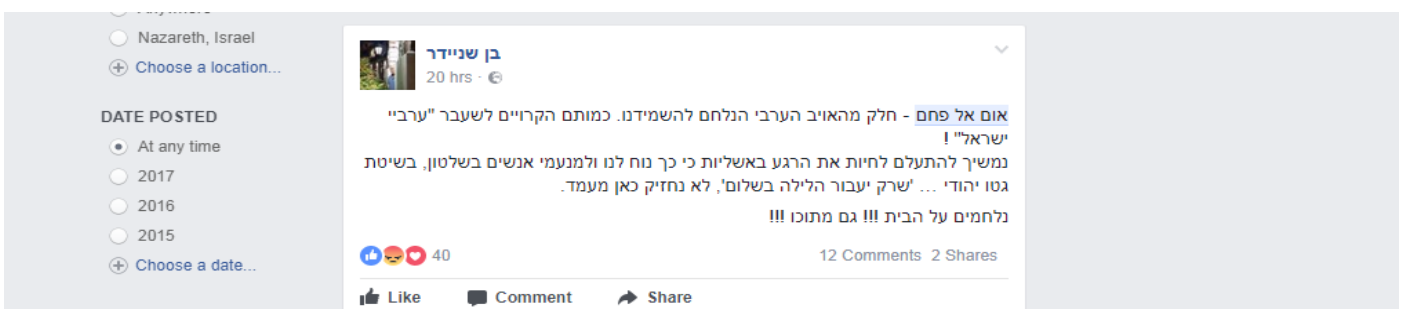 Nazareth, Israel
Choose a location...
DATE POSTED
At any time
2017
2016
2015
Choose a date...
בן שניידר
20 hrs ·
אום אל פחם - חלק מהאויב הערבי הנלחם להשמידנו. כמותם הקרויים לשעבר "ערביי
ישראל" !
נמשיך להתעלם לחיות את הרגע באשליות כי כך נוח לנו ולמנעמי אנשים בשלטון, בשיטת
גטו יהודי ... 'שרק יעבור הלילה בשלום', לא נחזיק כאן מעמד.
נלחמים על הבית !!! גם מתוכו !!!
40
12 Comments 2 Shares
Like Comment Share